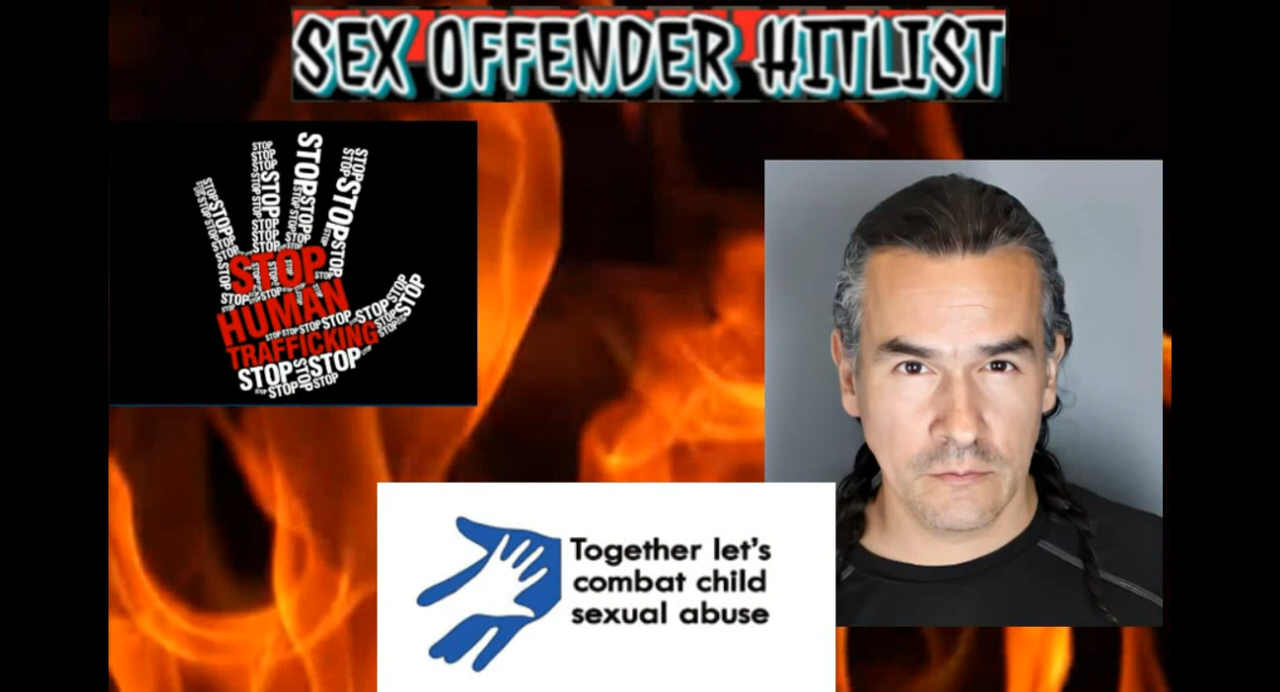 SEX OFFENDER HITLIST
STOP
HUMAN
TRAFFICKING
STOP STOP
Together let's
combat child
sexual abuse